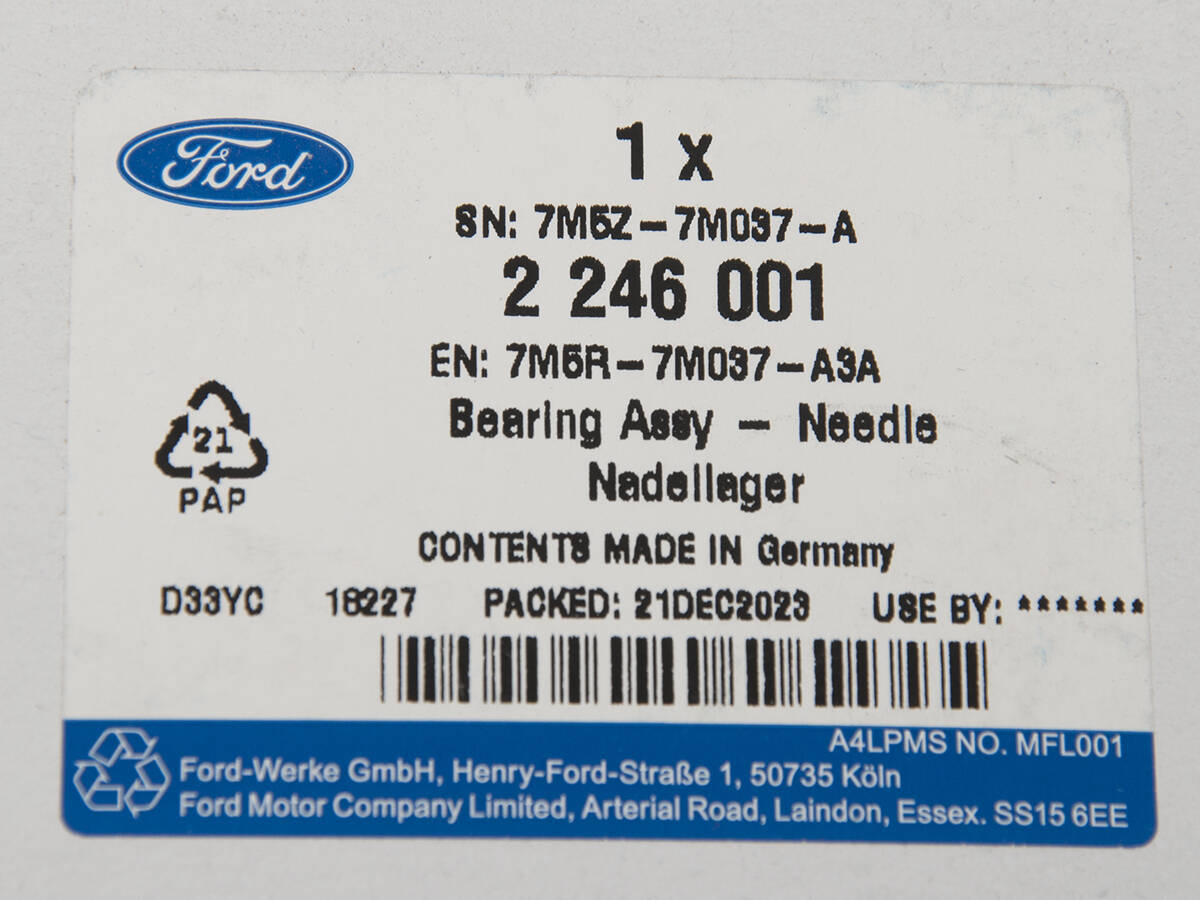 Ford
1 x
SN: 7M5Z-7M037-A
2 246 001
EN: 7M5R-7M037-A3A
Bearing Assy - Needle
Nadellager
21
PAP
CONTENTS MADE IN Germany
D33YC 18227 PACKED: 21DEC2023 USE BY: *******
A4LPMS NO. MFL001
Ford-Werke GmbH, Henry-Ford-Straße 1, 50735 Köln
Ford Motor Company Limited, Arterial Road, Laindon, Essex. SS15 6EE